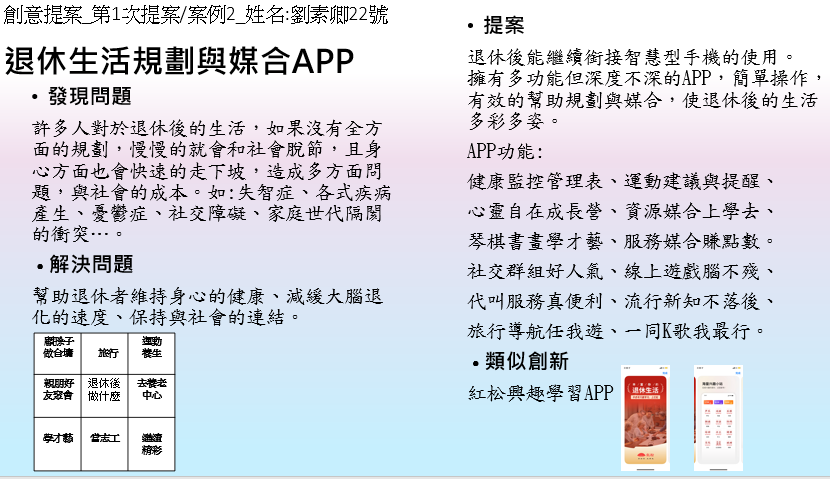 創意提案_第1次提案/案例2_姓名:劉素卿22號
退休生活規劃與媒合APP
• 發現問題
許多人對於退休後的生活，如果沒有全方
面的規劃，慢慢的就會和社會脫節，且身
心方面也會快速的走下坡，造成多方面問
題，與社會的成本。如:失智症、各式疾病
產生、憂鬱症、社交障礙、家庭世代隔閡
的衝突…。
• 解決問題
幫助退休者維持身心的健康、減緩大腦退
化的速度、保持與社會的連結。
顧孫子
做台傭
旅行
運動
養生
親朋好
友聚會
退休後
做什麼
去養老
中心
學才藝
當志工
繼續
精彩
• 提案
退休後能繼續銜接智慧型手機的使用。
擁有多功能但深度不深的APP，簡單操作，
有效的幫助規劃與媒合，使退休後的生活
多彩多姿。
APP功能:
健康監控管理表、運動建議與提醒、
心靈自在成長營、資源媒合上學去、
琴棋書畫學才藝、服務媒合賺點數。
社交群組好人氣、線上遊戲腦不殘、
代叫服務真便利、流行新知不落後、
旅行導航任我遊、一同K歌我最行。
• 類似創新
紅松興趣學習APP
退休生活